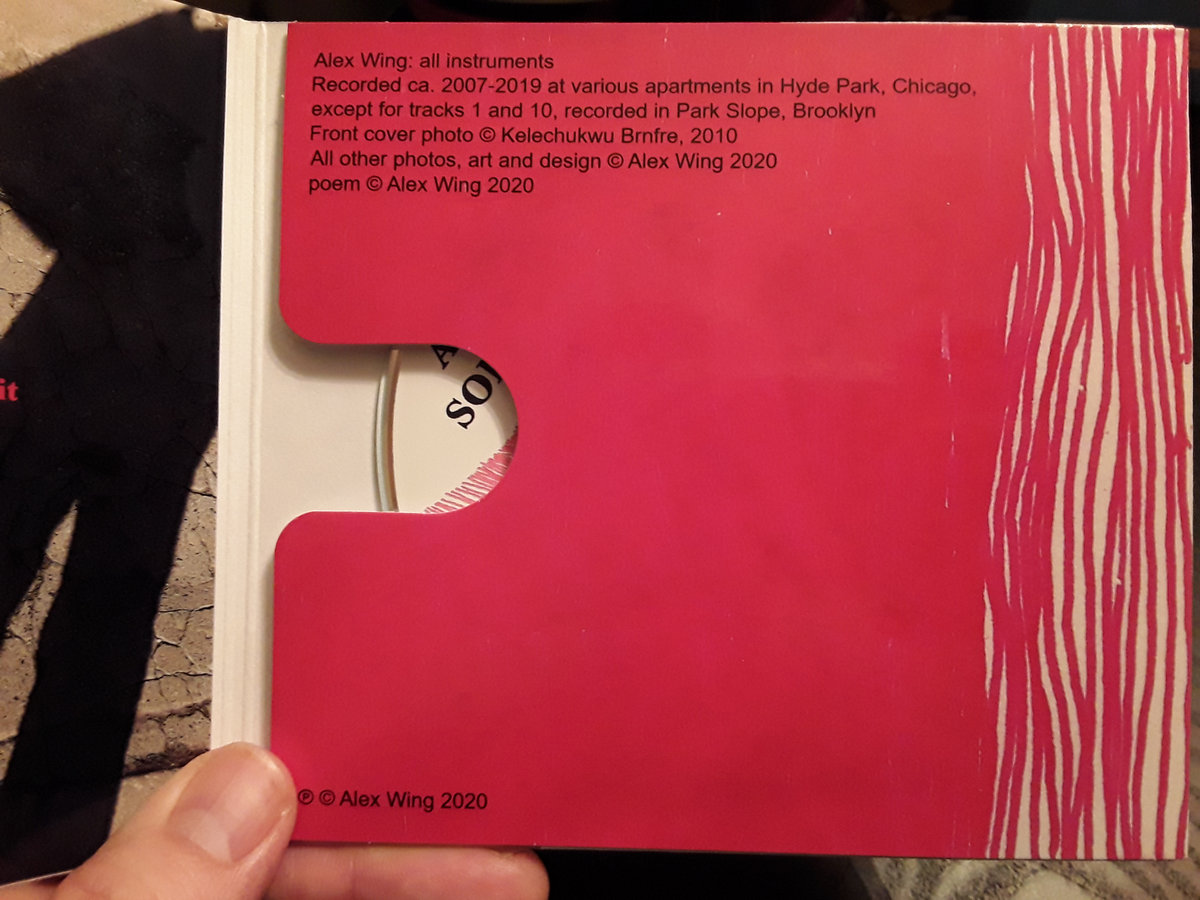 Alex Wing: all instruments
Recorded ca. 2007-2019 at various apartments in Hyde Park, Chicago,
except for tracks 1 and 10, recorded in Park Slope, Brooklyn
Front cover photo © Kelechukwu Brnfre, 2010
All other photos, art and design © Alex Wing 2020
poem © Alex Wing 2020
it
℗ © Alex Wing 2020